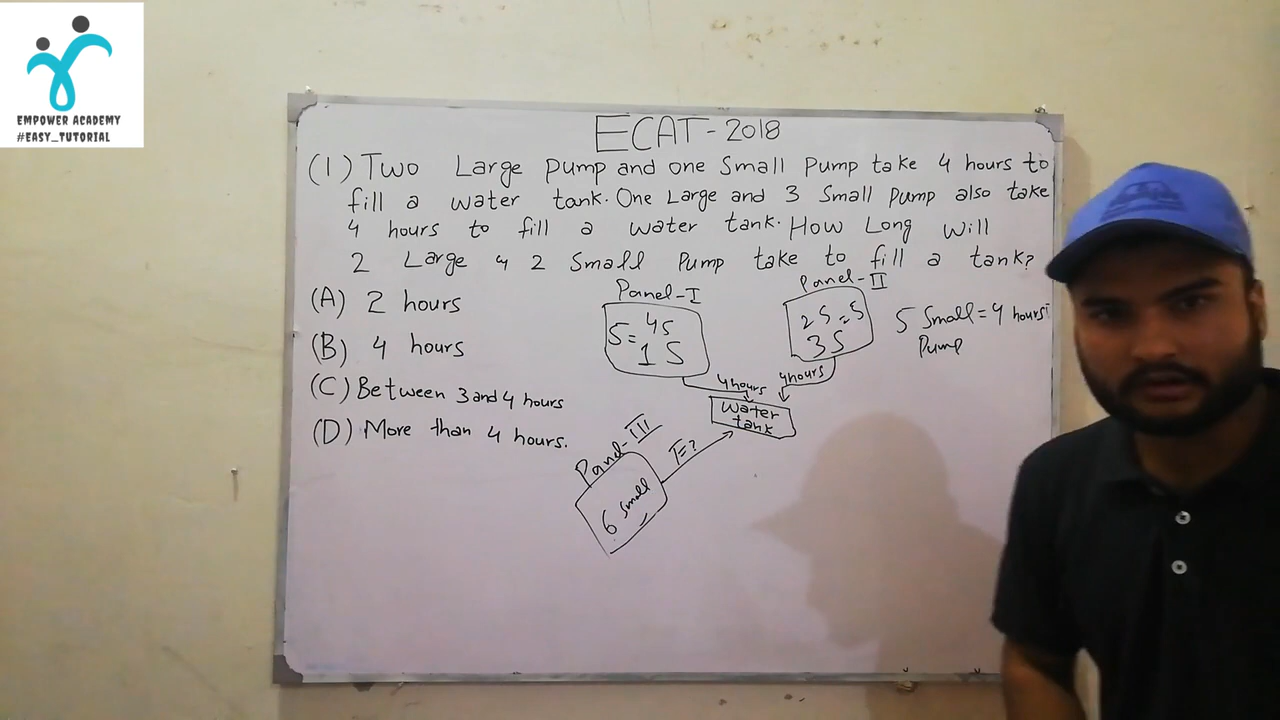 EMPOWER ACADEMY
#EASY_TUTORIAL
ECAT-2018
(1) Two Large Pump and one Small Pump take 4 hours to
fill a water tank. One Large and 3 Small Pump also take
4 hours to fill a water tank. How Long Will
2 Large & 2 Small Pump take to fill a tank?
(A) 2 hours
(B) 4 hours
(C) Between 3 and 4 hours
(D) More than 4 hours.
Panel-I
4S
5=
1 S
Panel-II
2S=5
3S
5 Small = 4 hours
Pump
4hours
4hours
Water
tank
Panel-III
T=?
6 Small